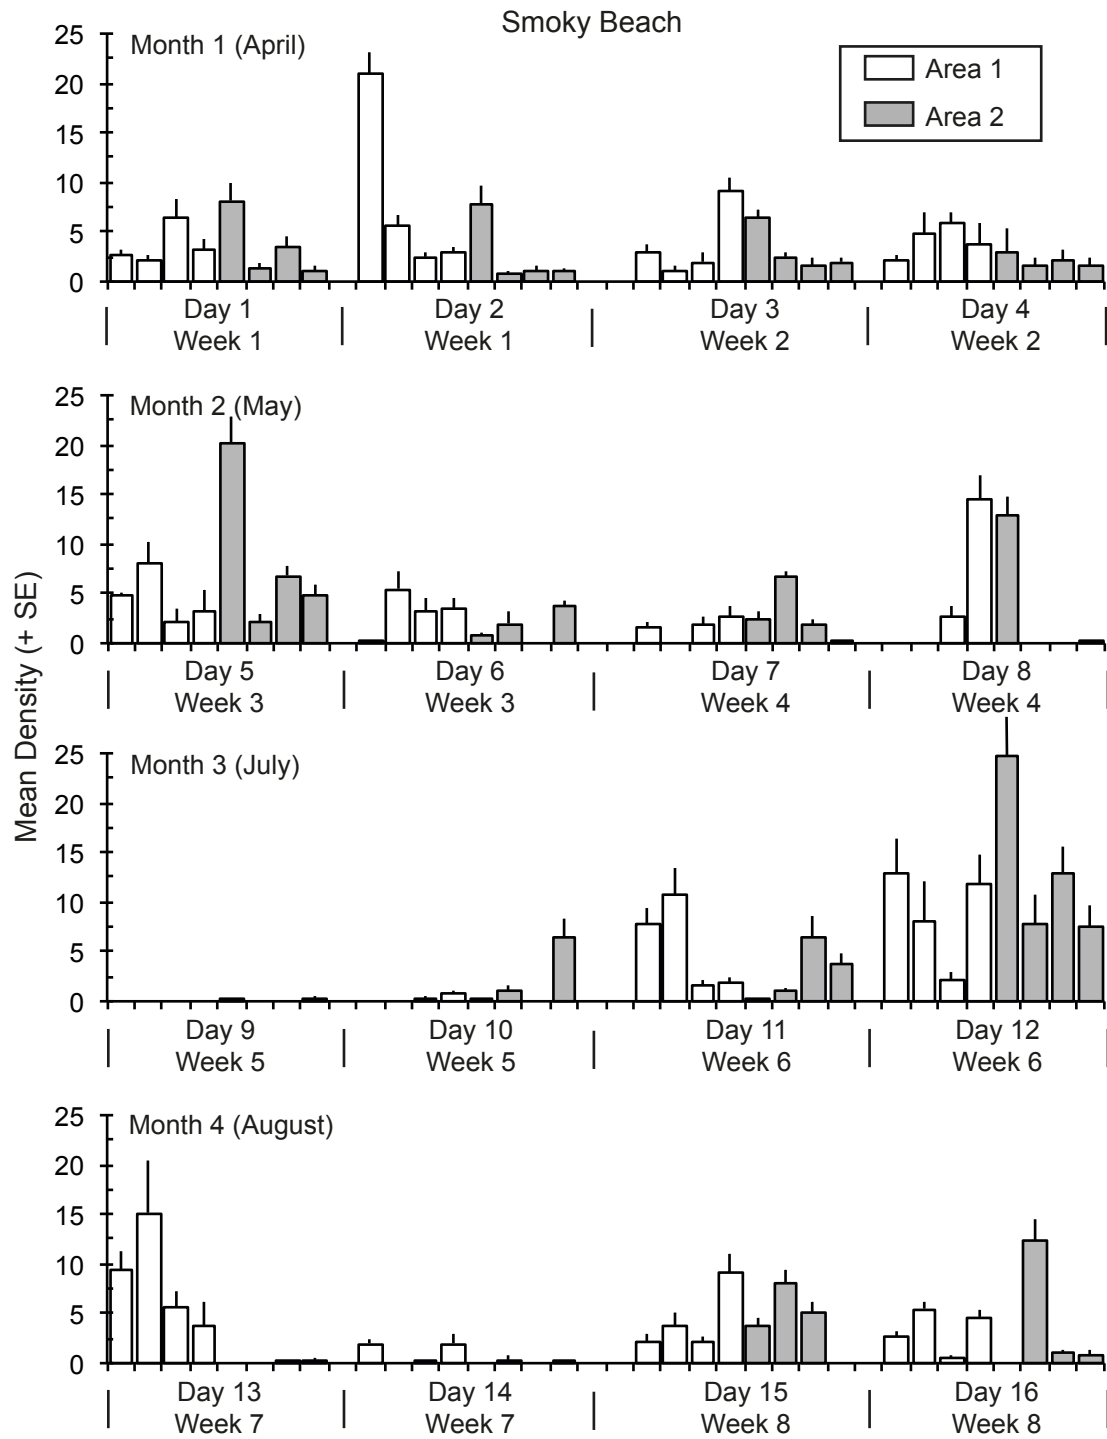 Smoky Beach
Month 1 (April)
Area 1
Area 2
25
20
15
10
5
0
Day 1 Day 2 Day 3 Day 4
Week 1 Week 1 Week 2 Week 2
Mean Density (+ SE)
Month 2 (May)
25
20
15
10
5
0
Day 5 Day 6 Day 7 Day 8
Week 3 Week 3 Week 4 Week 4
Month 3 (July)
25
20
15
10
5
0
Day 9 Day 10 Day 11 Day 12
Week 5 Week 5 Week 6 Week 6
Month 4 (August)
25
20
15
10
5
0
Day 13 Day 14 Day 15 Day 16
Week 7 Week 7 Week 8 Week 8